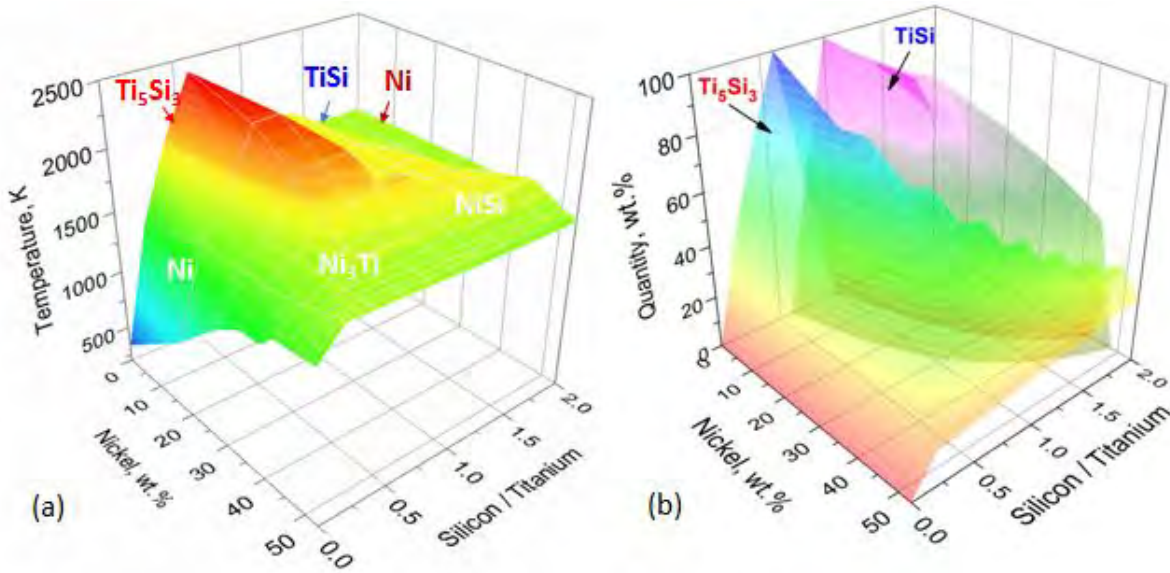 2500
2000
1500
1000
500
Temperature, K
Ti₅Si₃
TiSi
Ni
Ni
Ni₃Ti
NiSi
0
10
20
30
40
50
Nickel, wt.%
0.0
0.5
1.0
1.5
2.0
Silicon / Titanium
(a)
100
80
60
40
20
0
Quantity, wt.%
Ti₅Si₃
TiSi
10
20
30
40
50
Nickel, wt.%
0.0
0.5
1.0
1.5
2.0
Silicon / Titanium
(b)